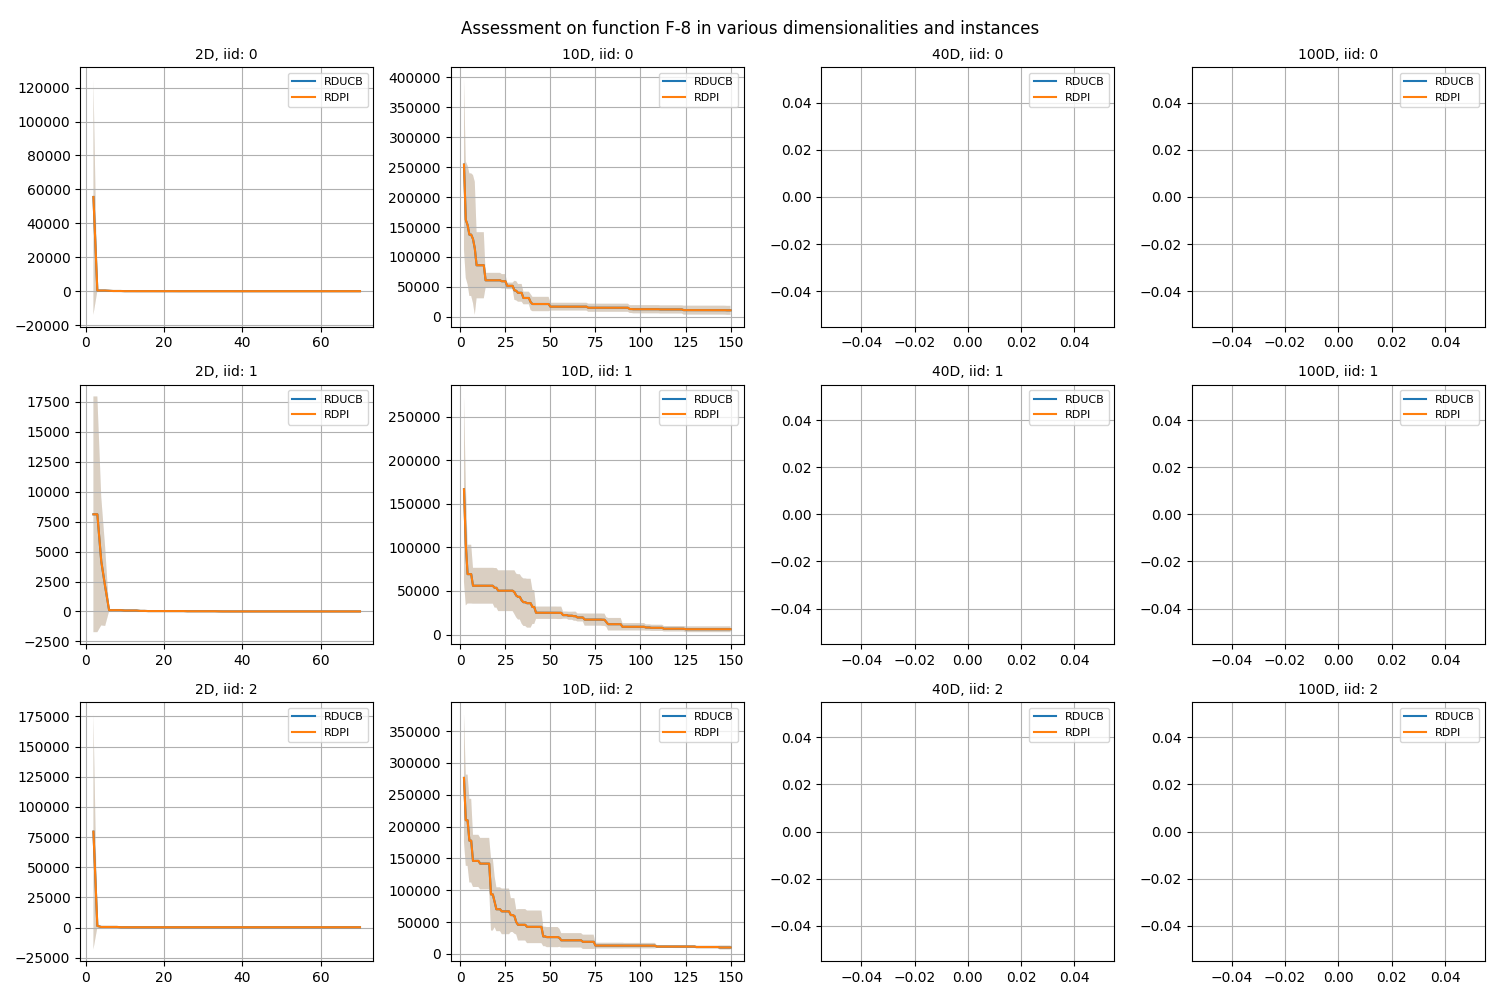 Assessment on function F-8 in various dimensionalities and instances
2D, iid: 0
120000
100000
80000
60000
40000
20000
0
−20000
0 20 40 60
RDUCB
RDPI
10D, iid: 0
400000
350000
300000
250000
200000
150000
100000
50000
0
0 25 50 75 100 125 150
RDUCB
RDPI
40D, iid: 0
0.04
0.02
0.00
−0.02
−0.04
−0.04 −0.02 0.00 0.02 0.04
RDUCB
RDPI
100D, iid: 0
0.04
0.02
0.00
−0.02
−0.04
−0.04 −0.02 0.00 0.02 0.04
RDUCB
RDPI
2D, iid: 1
17500
15000
12500
10000
7500
5000
2500
0
−2500
0 20 40 60
RDUCB
RDPI
10D, iid: 1
250000
200000
150000
100000
50000
0
0 25 50 75 100 125 150
RDUCB
RDPI
40D, iid: 1
0.04
0.02
0.00
−0.02
−0.04
−0.04 −0.02 0.00 0.02 0.04
RDUCB
RDPI
100D, iid: 1
0.04
0.02
0.00
−0.02
−0.04
−0.04 −0.02 0.00 0.02 0.04
RDUCB
RDPI
2D, iid: 2
175000
150000
125000
100000
75000
50000
25000
0
−25000
0 20 40 60
RDUCB
RDPI
10D, iid: 2
350000
300000
250000
200000
150000
100000
50000
0
0 25 50 75 100 125 150
RDUCB
RDPI
40D, iid: 2
0.04
0.02
0.00
−0.02
−0.04
−0.04 −0.02 0.00 0.02 0.04
RDUCB
RDPI
100D, iid: 2
0.04
0.02
0.00
−0.02
−0.04
−0.04 −0.02 0.00 0.02 0.04
RDUCB
RDPI